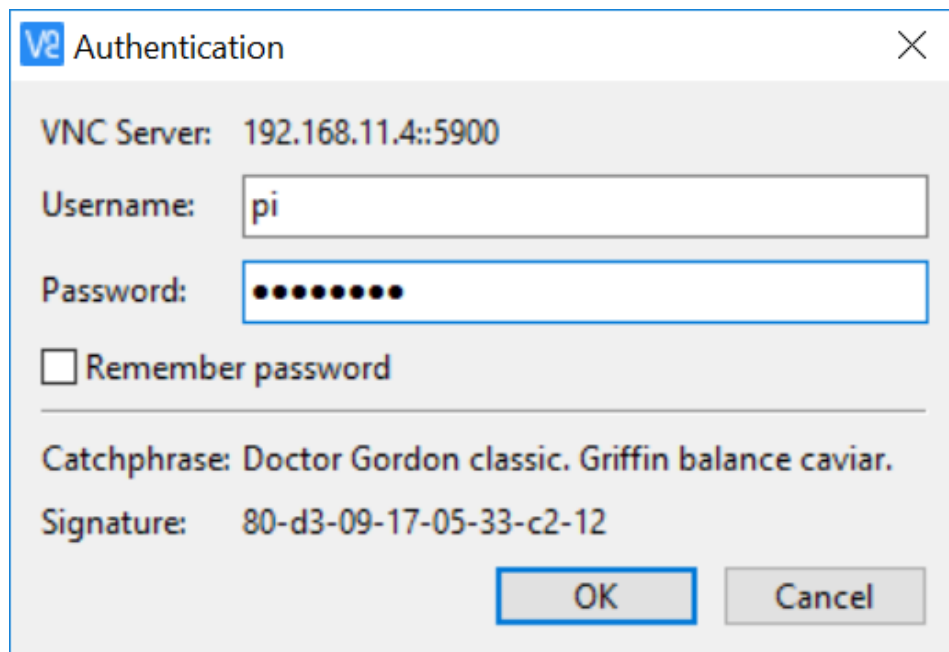 V2 Authentication
VNC Server: 192.168.11.4::5900
Username: pi
Password: ●●●●●●●●
Remember password
Catchphrase: Doctor Gordon classic. Griffin balance caviar.
Signature: 80-d3-09-17-05-33-c2-12
OK Cancel